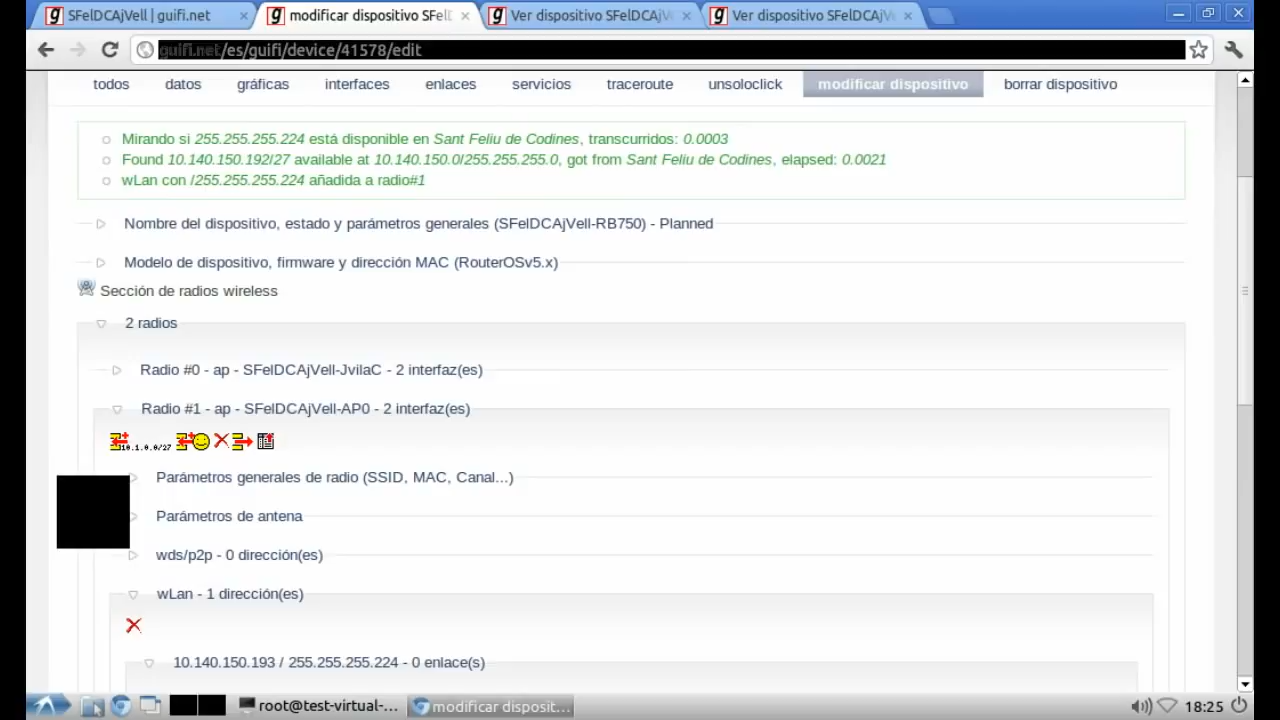 SFelDCAjVell | guifi.net
modificar dispositivo SFel
Ver dispositivo SFelDCAjV
Ver dispositivo SFelDCAjV
guifi.net/es/guifi/device/41578/edit
todos datos gráficas interfaces enlaces servicios traceroute unsoloclick modificar dispositivo borrar dispositivo
Mirando si 255.255.255.224 está disponible en Sant Feliu de Codines, transcurridos: 0.0003
Found 10.140.150.192/27 available at 10.140.150.0/255.255.255.0, got from Sant Feliu de Codines, elapsed: 0.0021
wLan con /255.255.255.224 añadida a radio#1
Nombre del dispositivo, estado y parámetros generales (SFelDCAjVell-RB750) - Planned
Modelo de dispositivo, firmware y dirección MAC (RouterOSv5.x)
Sección de radios wireless
2 radios
Radio #0 - ap - SFelDCAjVell-JvilaC - 2 interfaz(es)
Radio #1 - ap - SFelDCAjVell-AP0 - 2 interfaz(es)
10.1.0.0/27
Parámetros generales de radio (SSID, MAC, Canal...)
Parámetros de antena
wds/p2p - 0 dirección(es)
wLan - 1 dirección(es)
10.140.150.193 / 255.255.255.224 - 0 enlace(s)
root@test-virtual-...
modificar disposit...
18:25